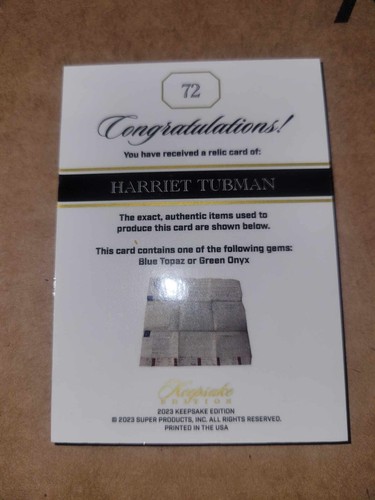 72
Congratulations!
You have received a relic card of:
HARRIET TUBMAN
The exact, authentic items used to
produce this card are shown below.
This card contains one of the following gems:
Blue Topaz or Green Onyx
Keepsake
EDITION
2023 KEEPSAKE EDITION
© 2023 SUPER PRODUCTS, INC. ALL RIGHTS RESERVED.
PRINTED IN THE USA